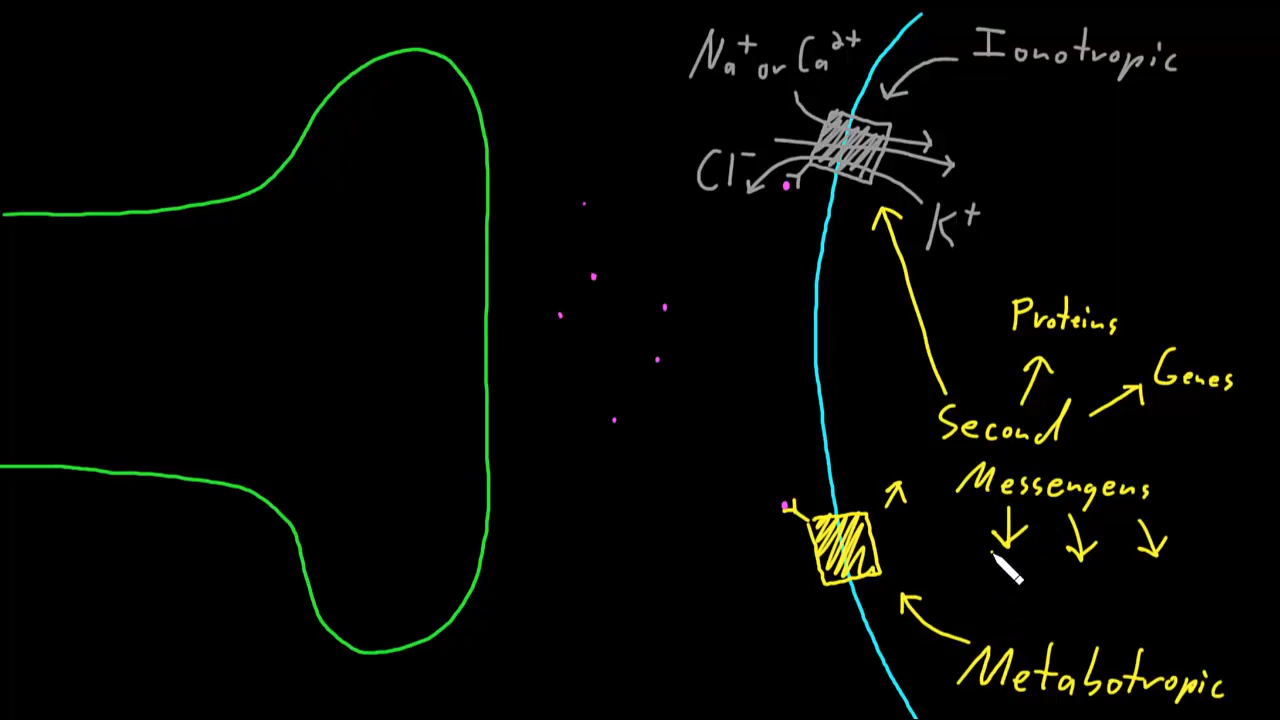 Na+ or Ca2+
Ionotropic
Cl-
K+
Proteins
Genes
Second
Messengens
Metabotropic